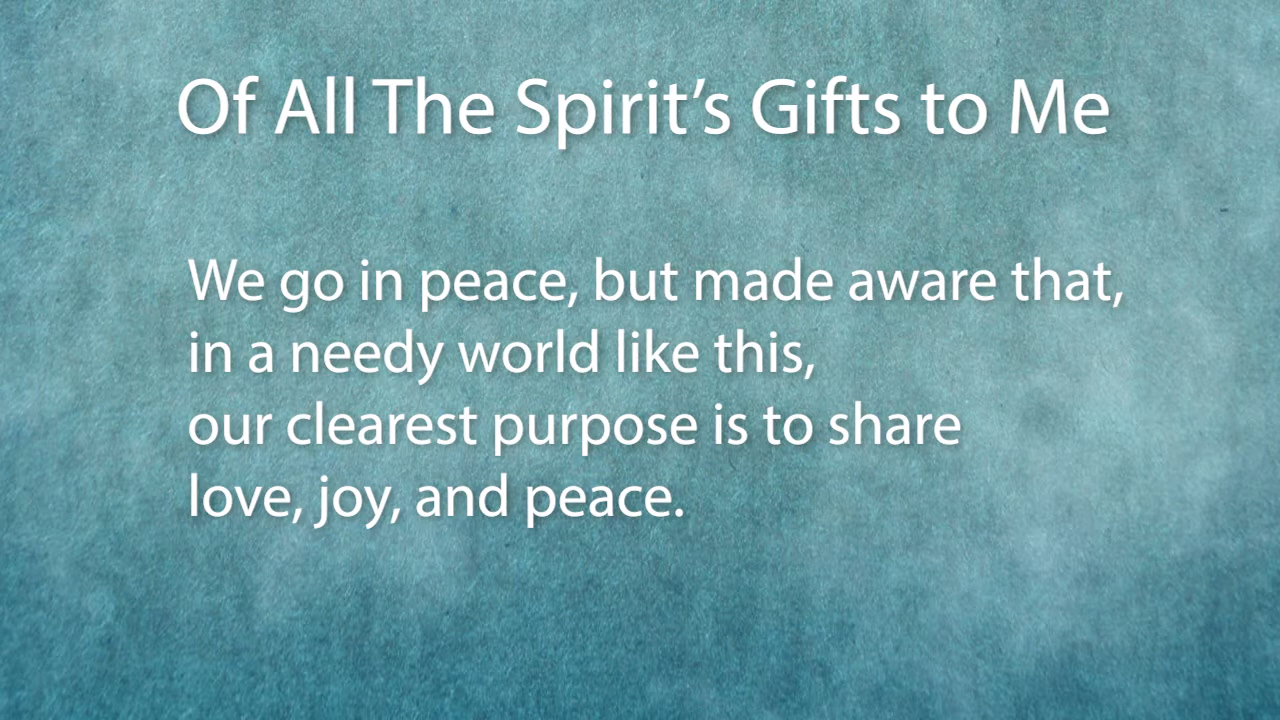 Of All The Spirit’s Gifts to Me
We go in peace, but made aware that,
in a needy world like this,
our clearest purpose is to share
love, joy, and peace.